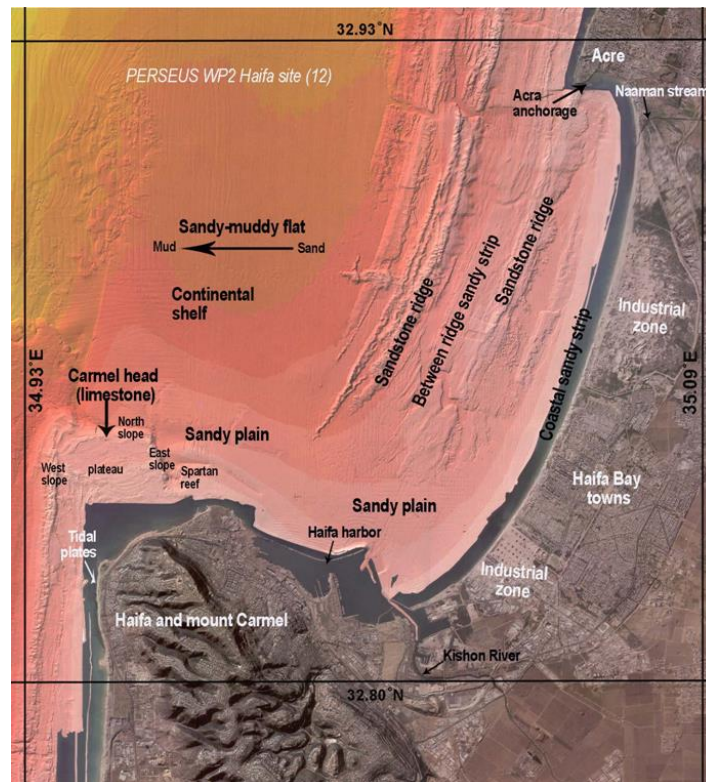 32.93°N
Acre
PERSEUS WP2 Haifa site (12)
Acra
anchorage
Naaman stream
Sandy-muddy flat
Mud
Sand
Continental
shelf
Sandstone ridge
Between ridge sandy strip
Sandstone ridge
Coastal sandy strip
Industrial
zone
34.93°E
35.09°E
Carmel head
(limestone)
North
slope
Sandy plain
West
slope
plateau
East
slope
Spartan
reef
Haifa Bay
towns
Sandy plain
Haifa harbor
Tidal
plates
Industrial
zone
Haifa and mount Carmel
Kishon River
32.80°N